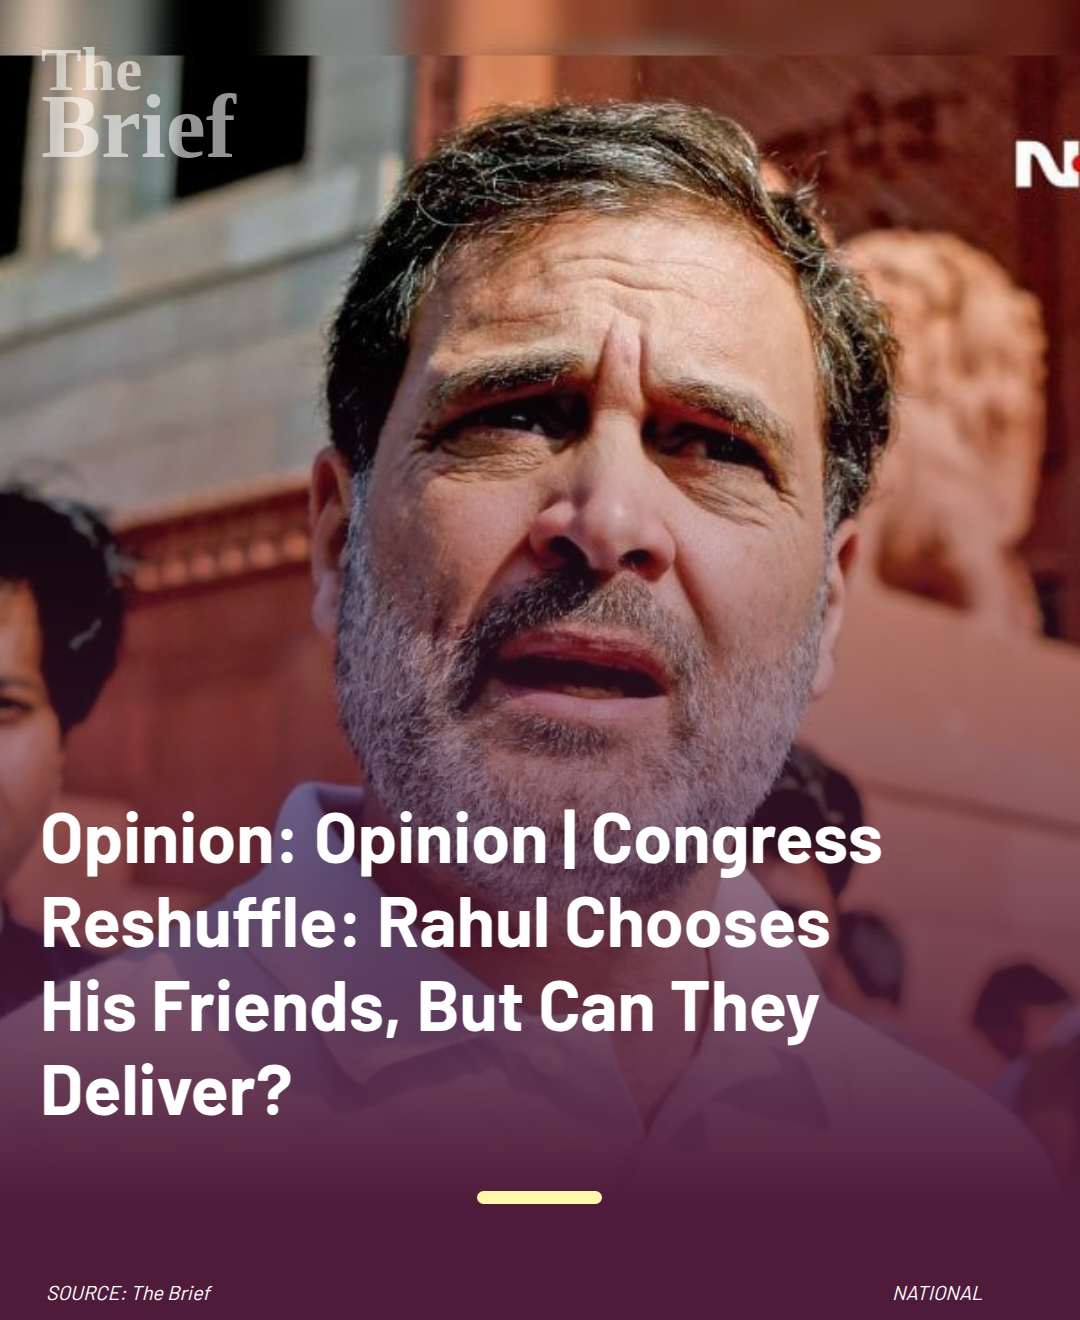 The
Brief
Opinion: Opinion | Congress
Reshuffle: Rahul Chooses
His Friends, But Can They
Deliver?
SOURCE: The Brief
NATIONAL